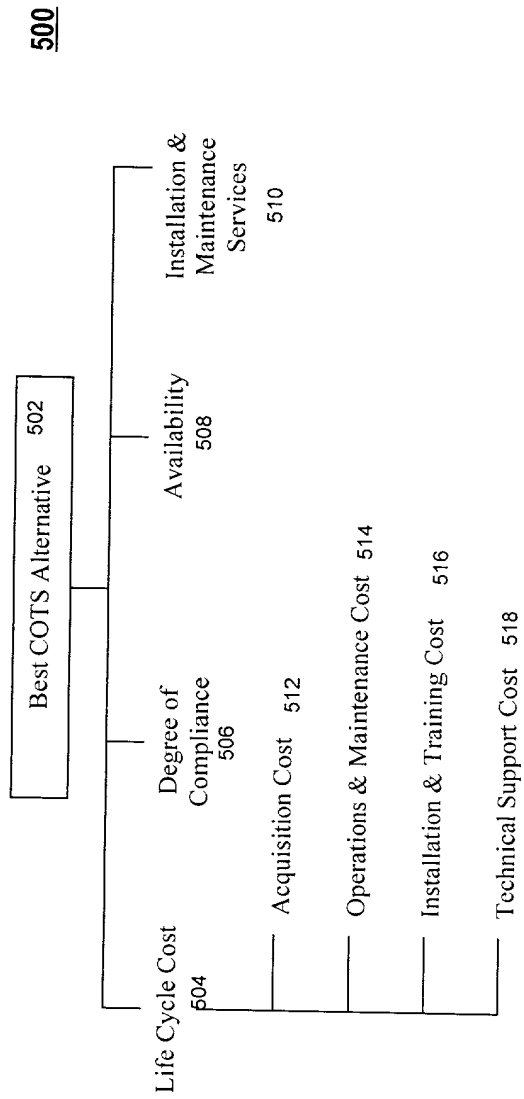 500
Best COTS Alternative 502
Life Cycle Cost
504
Degree of
Compliance
506
Availability
508
Installation &
Maintenance
Services
510
Acquisition Cost 512
Operations & Maintenance Cost 514
Installation & Training Cost 516
Technical Support Cost 518